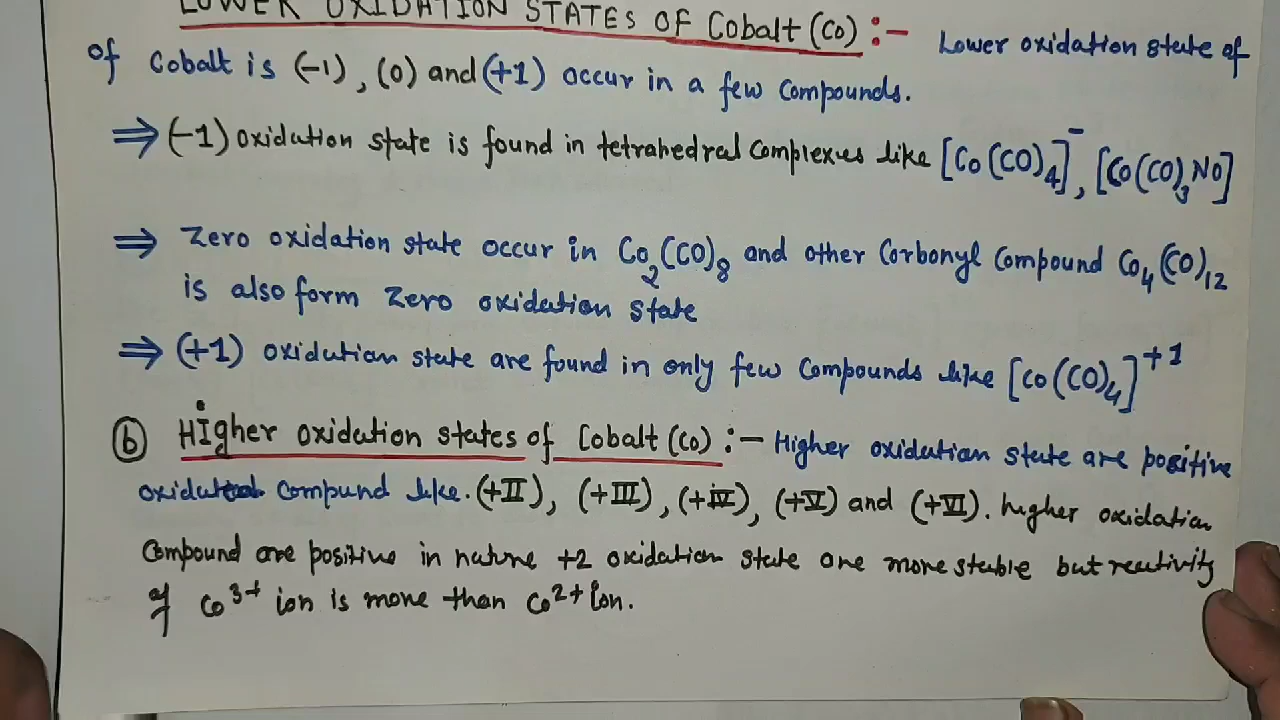 LOWER OXIDATION STATES OF Cobalt (Co) :- Lower oxidation state of
of Cobalt is (-1), (0) and (+1) occur in a few Compounds.
⇒ (-1) oxidation state is found in tetrahedral Complexes like [Co(CO)₄]⁻, [Co(CO)₃NO]
⇒ Zero oxidation state occur in Co₂(CO)₈ and other Carbonyl Compound Co₄(CO)₁₂
is also form Zero oxidation state
⇒ (+1) oxidation state are found in only few Compounds like [Co(CO)₄]⁺¹
ⓑ Higher oxidation states of Cobalt (Co) :- Higher oxidation state are positive
Compund like. (+II), (+III), (+IV), (+V) and (+VI). higher oxidation
Compound are positive in nature +2 oxidation state are more stable but reactivity
of Co³⁺ ion is more than Co²⁺ ion.